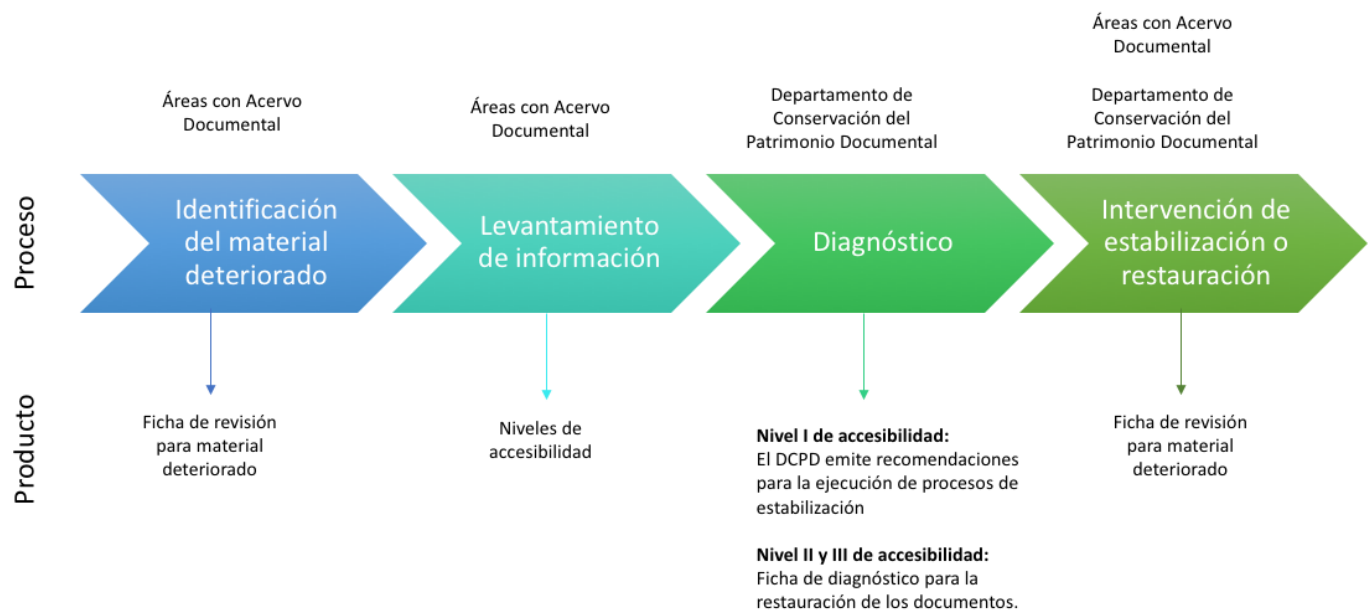 Áreas con Acervo
Documental
Áreas con Acervo
Documental
Departamento de
Conservación del
Patrimonio Documental
Áreas con Acervo
Documental
Departamento de
Conservación del
Patrimonio Documental
Proceso
Identificación
del material
deteriorado
Levantamiento
de información
Diagnóstico
Intervención de
estabilización o
restauración
Producto
Ficha de revisión
para material
deteriorado
Niveles de
accesibilidad
Nivel I de accesibilidad:
El DCPD emite recomendaciones
para la ejecución de procesos de
estabilización
Nivel II y III de accesibilidad:
Ficha de diagnóstico para la
restauración de los documentos.
Ficha de revisión
para material
deteriorado